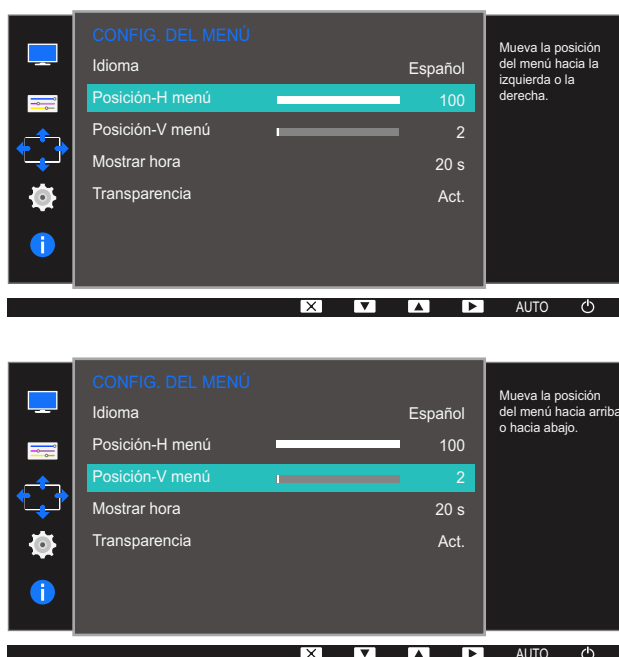 CONFIG. DEL MENÚ
Idioma Español
Posición-H menú 100
Posición-V menú 2
Mostrar hora 20 s
Transparencia Act.
Mueva la posición
del menú hacia la
izquierda o la
derecha.
AUTO
CONFIG. DEL MENÚ
Idioma Español
Posición-H menú 100
Posición-V menú 2
Mostrar hora 20 s
Transparencia Act.
Mueva la posición
del menú hacia arriba
o hacia abajo.
AUTO